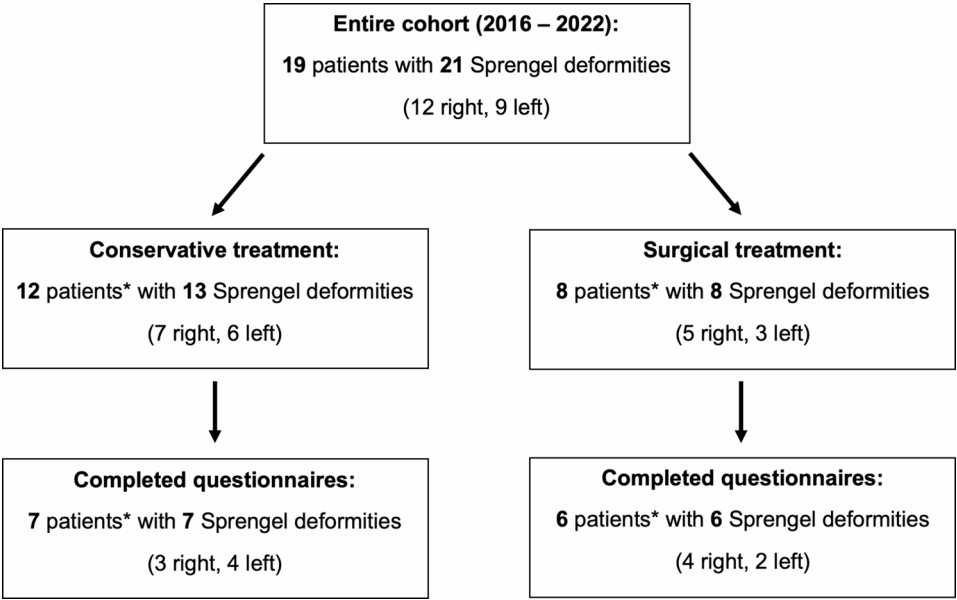 Entire cohort (2016 – 2022):
19 patients with 21 Sprengel deformities
(12 right, 9 left)
Conservative treatment:
12 patients* with 13 Sprengel deformities
(7 right, 6 left)
Surgical treatment:
8 patients* with 8 Sprengel deformities
(5 right, 3 left)
Completed questionnaires:
7 patients* with 7 Sprengel deformities
(3 right, 4 left)
Completed questionnaires:
6 patients* with 6 Sprengel deformities
(4 right, 2 left)